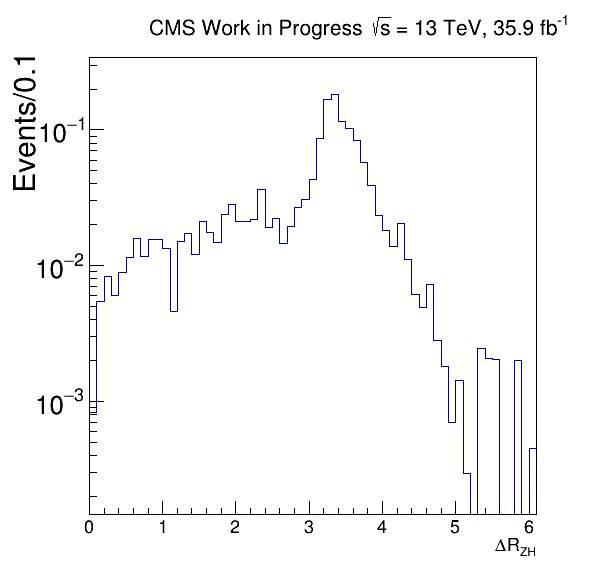 CMS Work in Progress √s = 13 TeV, 35.9 fb⁻¹
Events/0.1
10⁻¹
10⁻²
10⁻³
0 1 2 3 4 5 6
ΔR_ZH